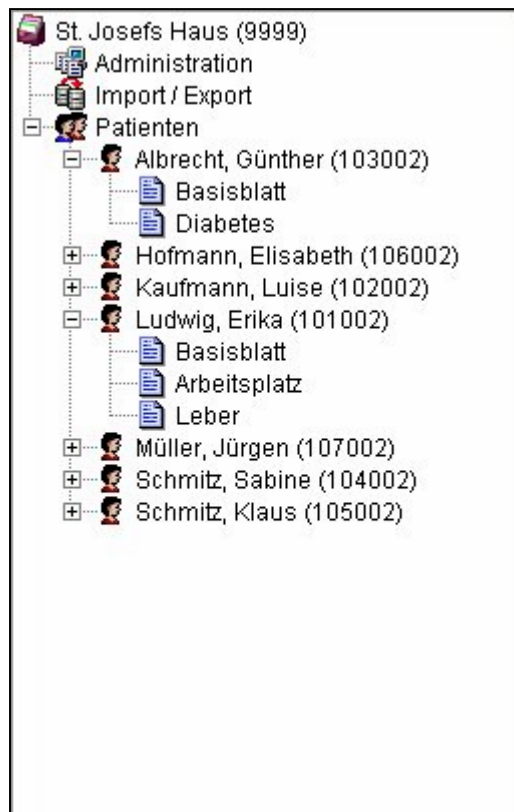 St. Josefs Haus (9999)
Administration
Import / Export
Patienten
Albrecht, Günther (103002)
Basisblatt
Diabetes
Hofmann, Elisabeth (106002)
Kaufmann, Luise (102002)
Ludwig, Erika (101002)
Basisblatt
Arbeitsplatz
Leber
Müller, Jürgen (107002)
Schmitz, Sabine (104002)
Schmitz, Klaus (105002)